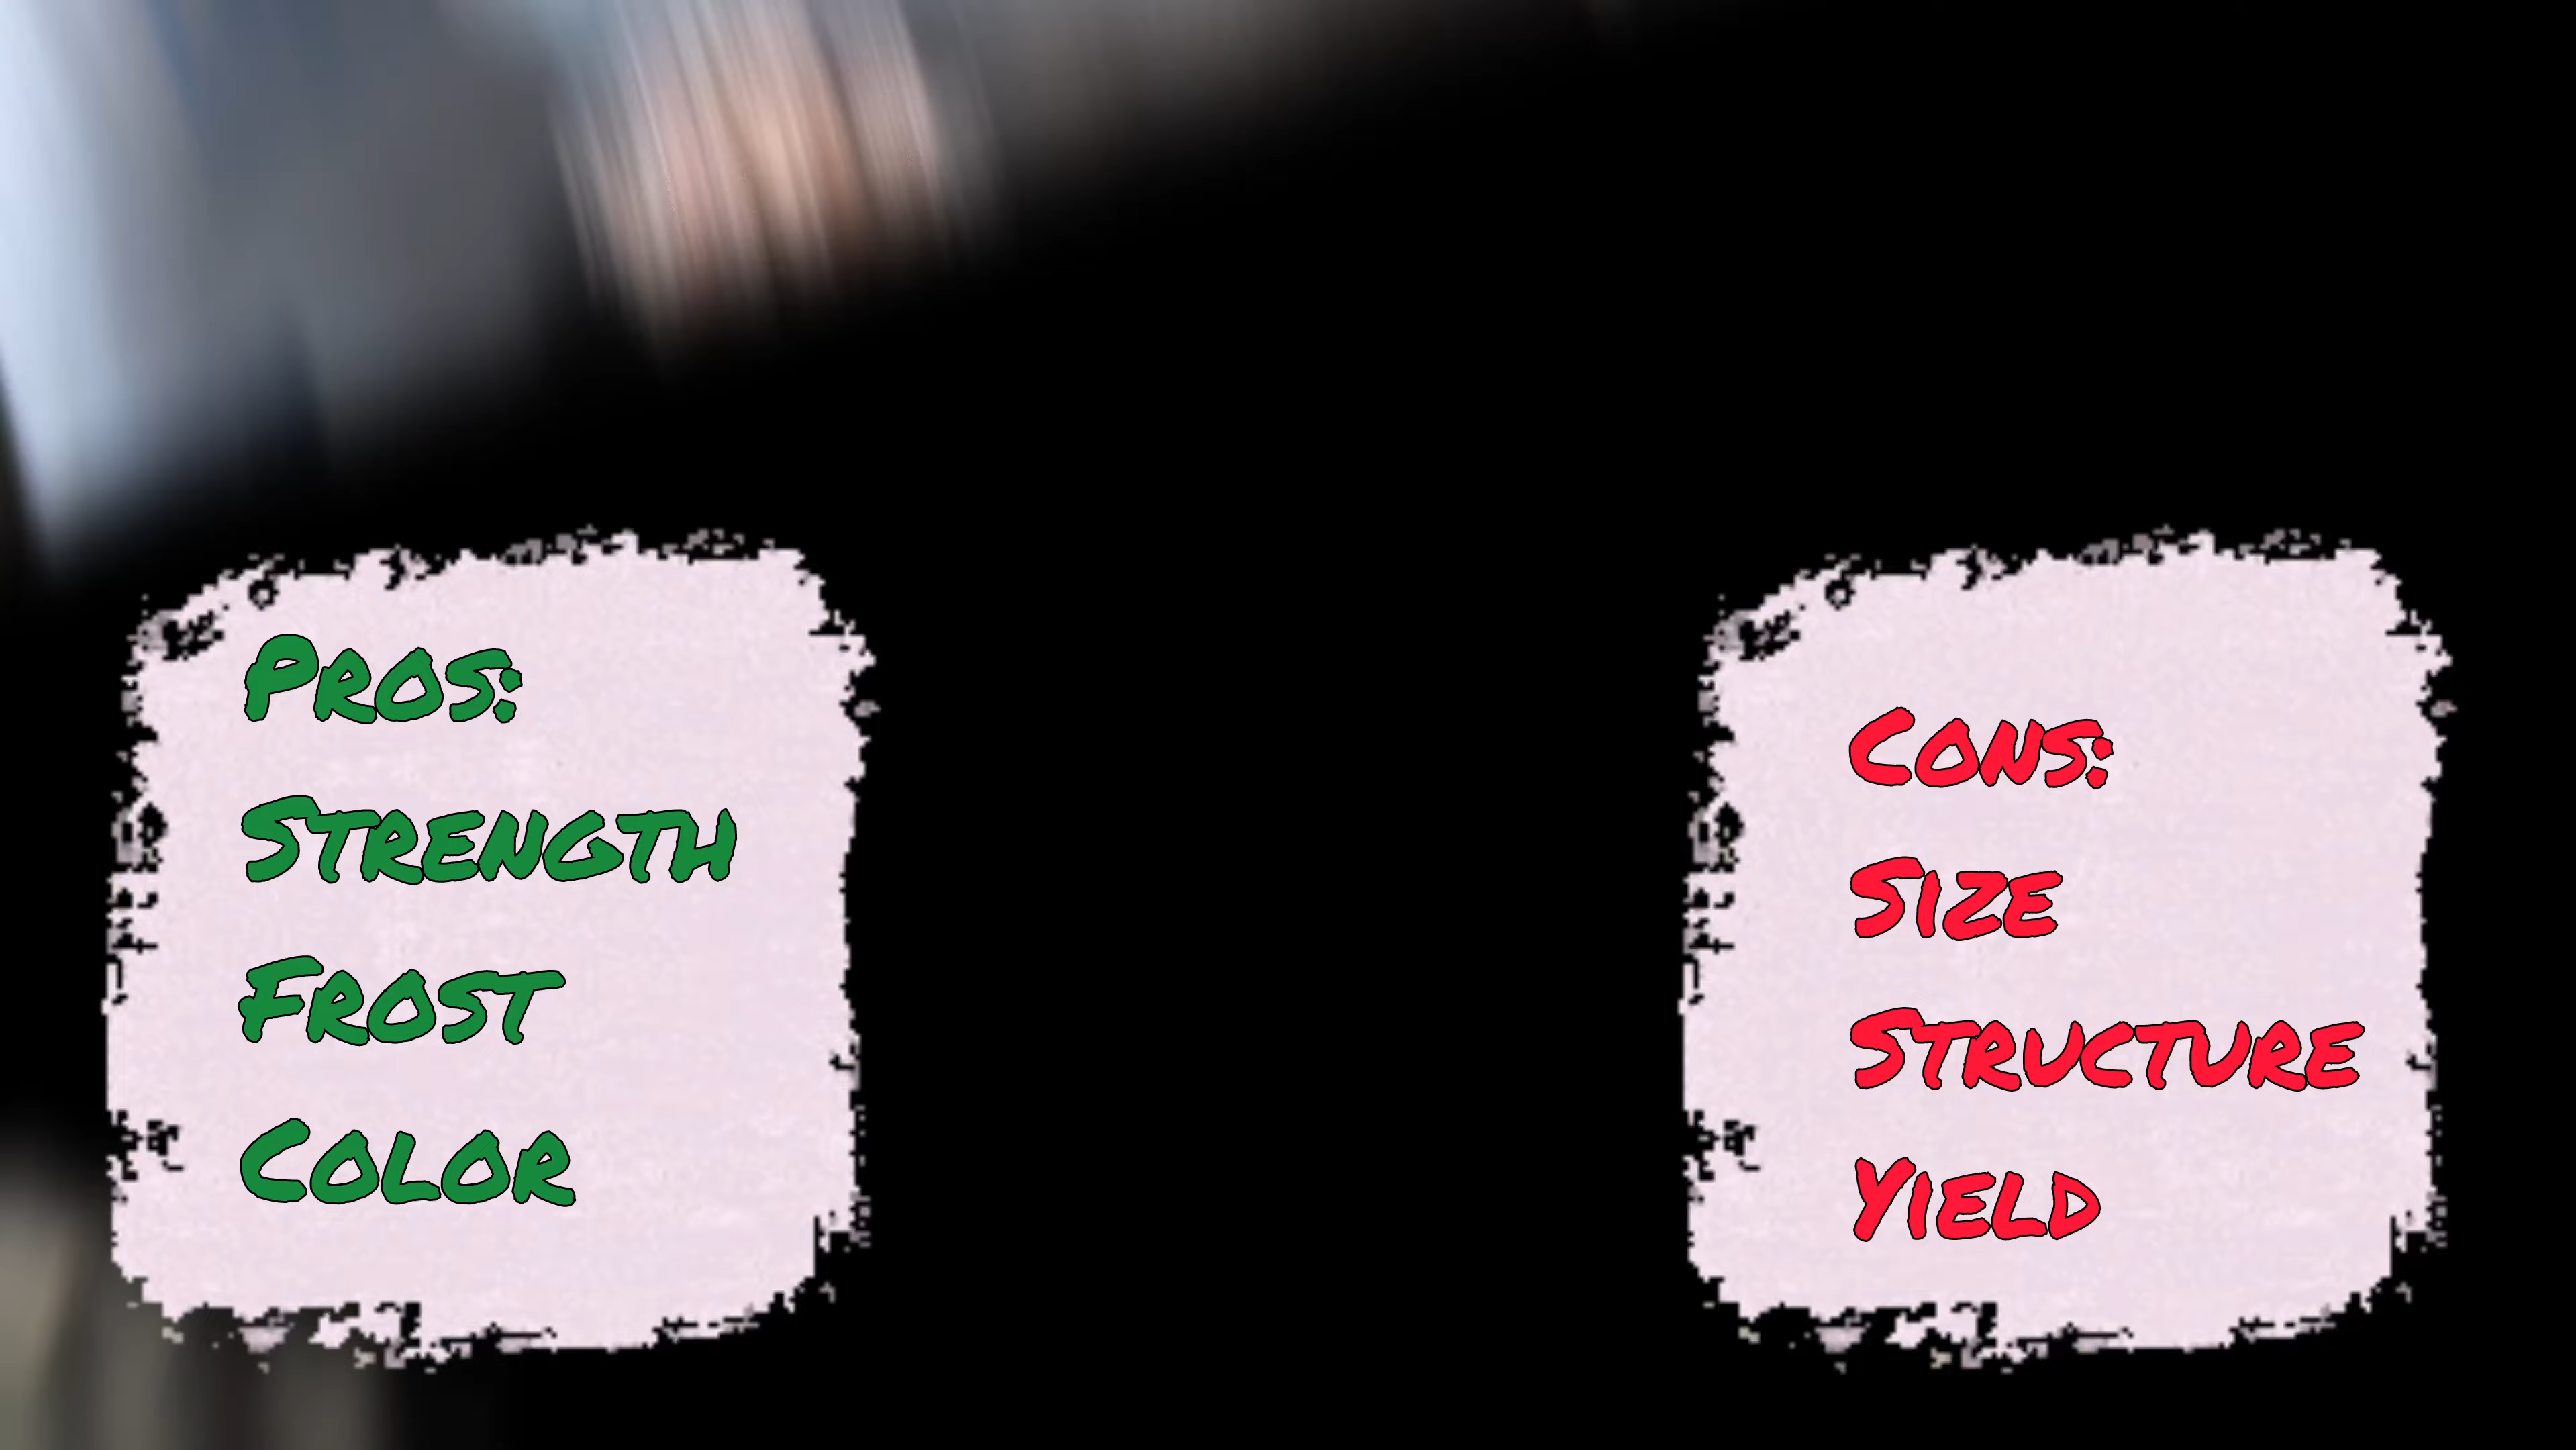 Pros:
Strength
Frost
Color
Cons:
Size
Structure
Yield